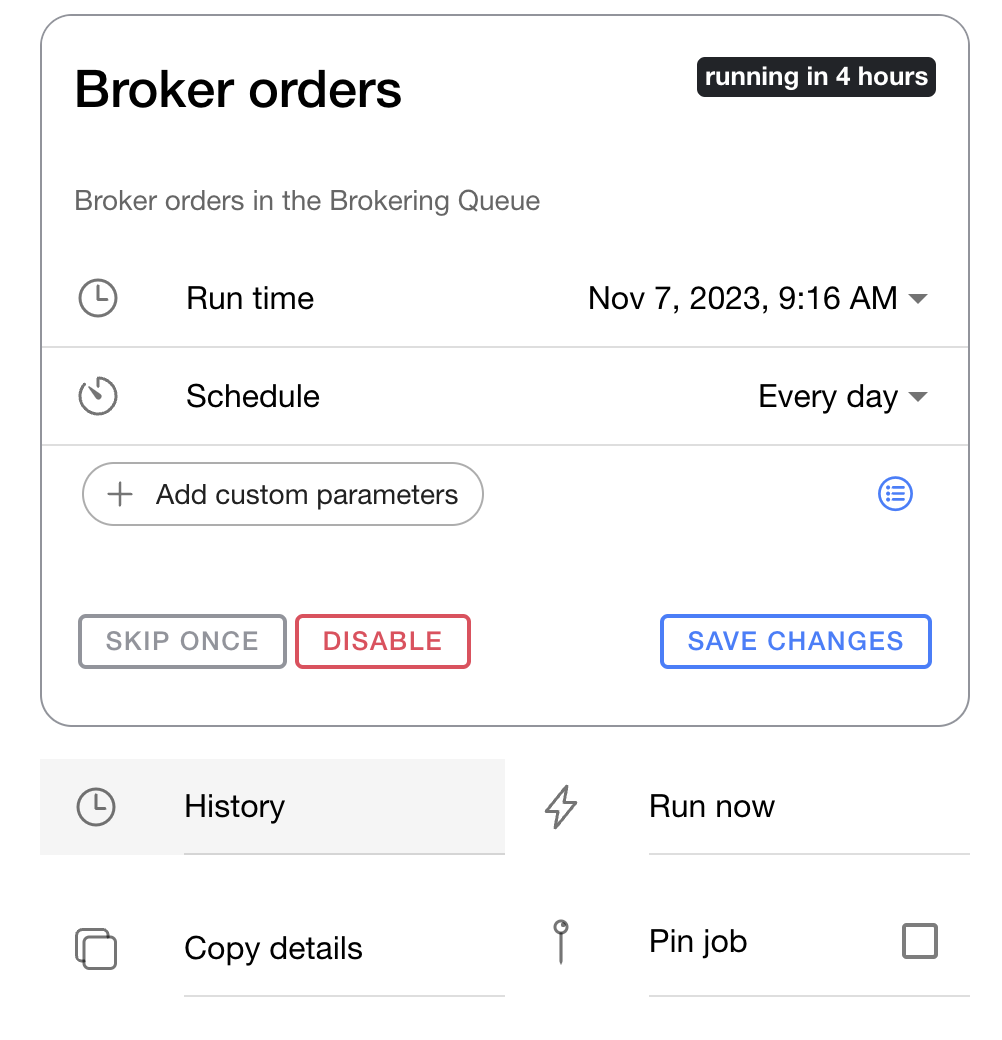 Broker orders
running in 4 hours
Broker orders in the Brokering Queue
Run time
Nov 7, 2023, 9:16 AM
Schedule
Every day
Add custom parameters
SKIP ONCE
DISABLE
SAVE CHANGES
History
Run now
Copy details
Pin job